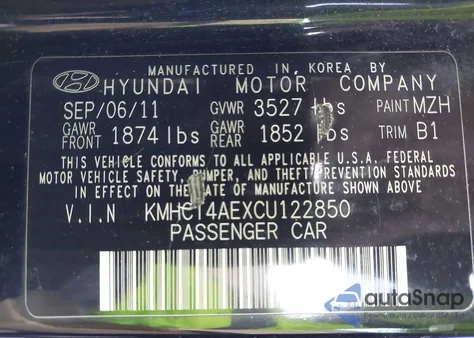 MANUFACTURED IN, KOREA BY
HYUNDAI MOTOR COMPANY
SEP/06/11 GVWR 3527 lbs PAINT MZH
GAWR FRONT 1874 lbs GAWR REAR 1852 lbs TRIM B1
THIS VEHICLE CONFORMS TO ALL APPLICABLE U.S.A. FEDERAL
MOTOR VEHICLE SAFETY, BUMPER, AND THEFT PREVENTION STANDARDS
IN EFFECT ON THE DATE OF MANUFACTURE SHOWN ABOVE.
V.I.N KMHCT4AEXCU122850
PASSENGER CAR
autoSnap